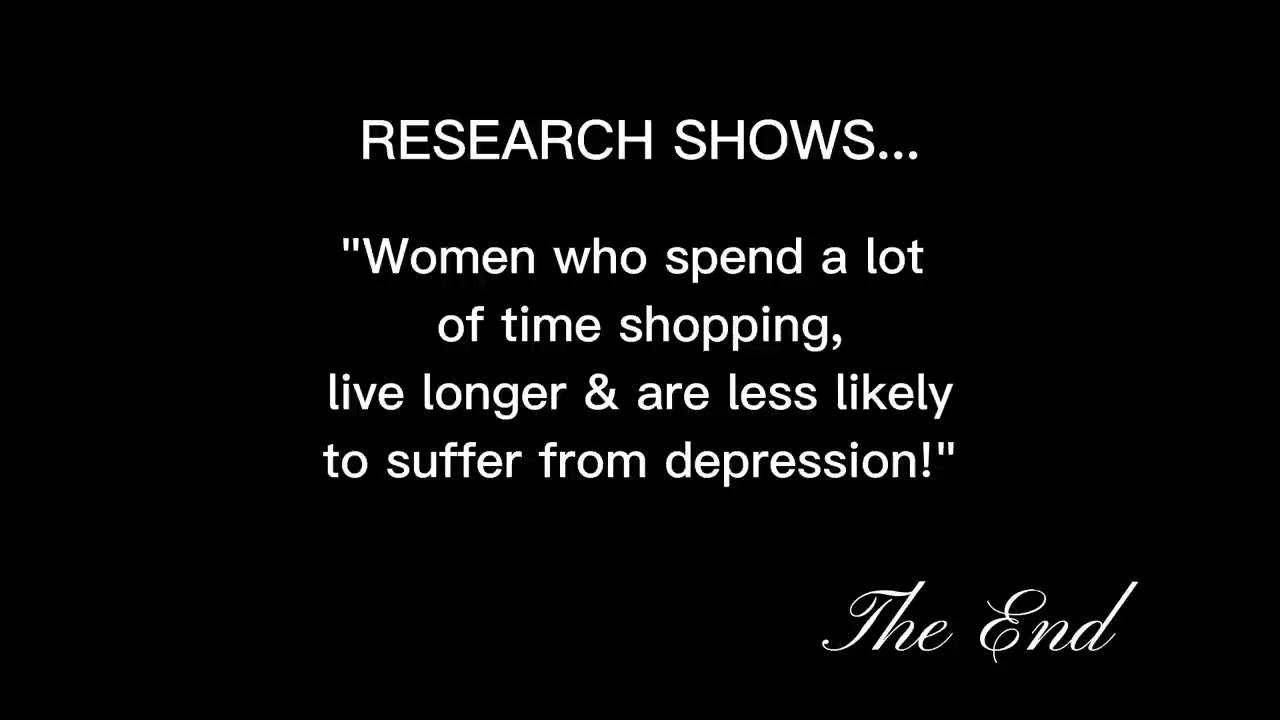 RESEARCH SHOWS...
"Women who spend a lot
of time shopping,
live longer & are less likely
to suffer from depression!"
The End